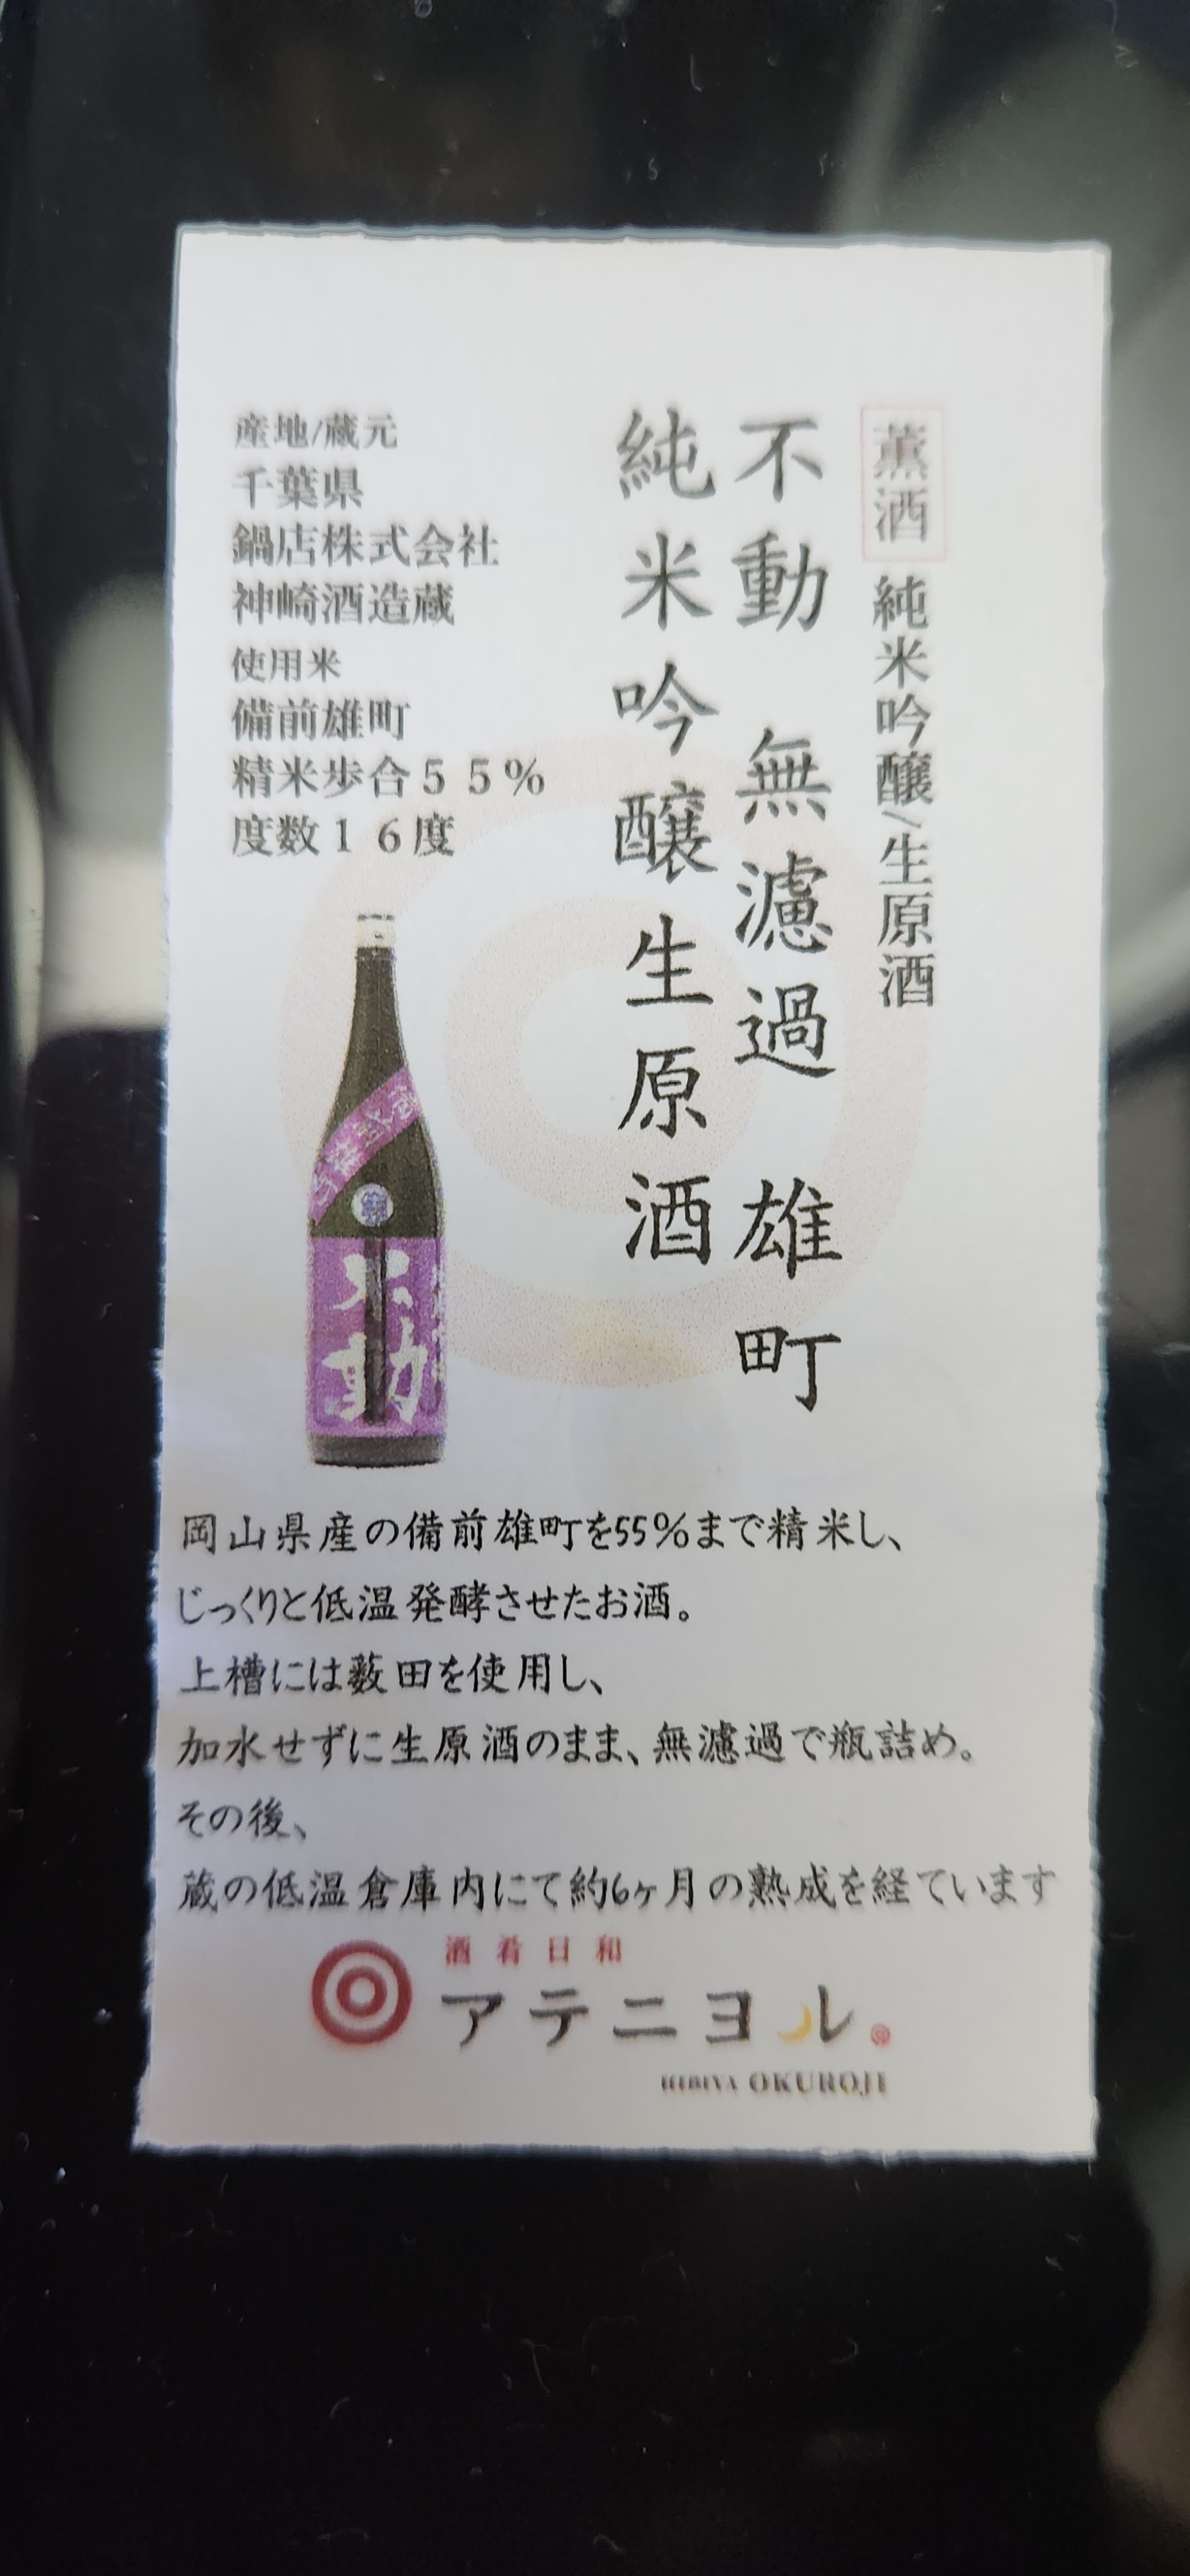 薫酒 純米吟醸/生原酒
不動 無濾過 雄町
純米吟醸生原酒
産地/蔵元
千葉県
鍋店株式会社
神崎酒造蔵
使用米
備前雄町
精米歩合55%
度数16度
備前雄町
不動
岡山県産の備前雄町を55%まで精米し、
じっくりと低温発酵させたお酒。
上槽には薮田を使用し、
加水せずに生原酒のまま、無濾過で瓶詰め。
その後、
蔵の低温倉庫内にて約6ヶ月の熟成を経ています
酒肴日和
アテニヨル
HIBIYA OKUROJI